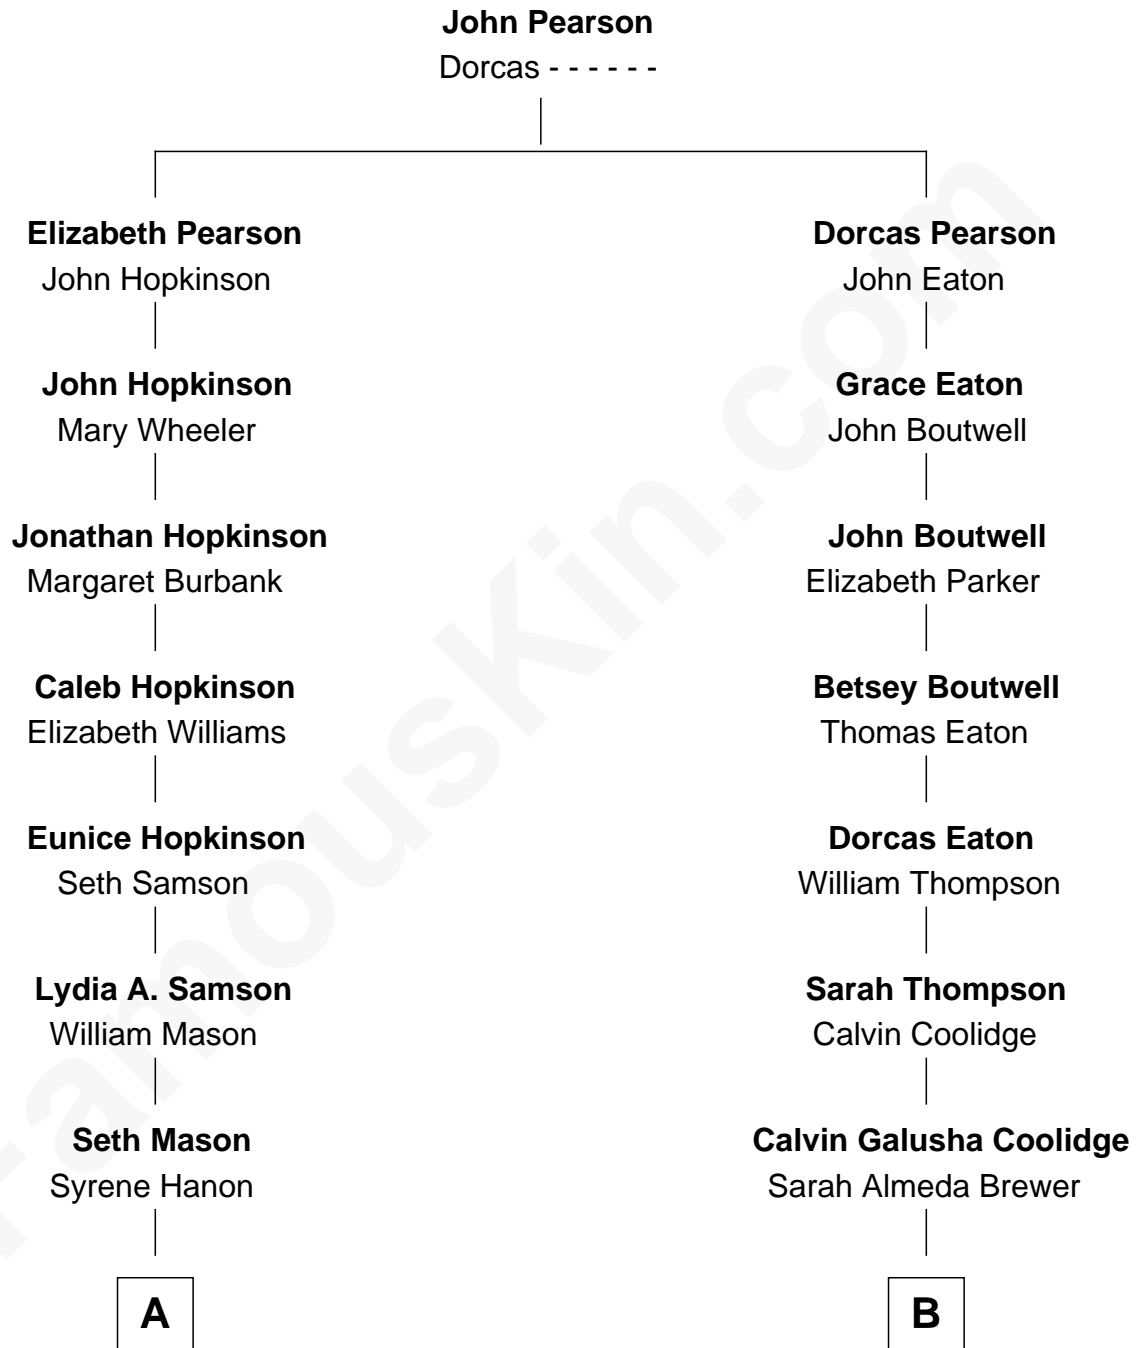 John Pearson
Dorcas - - - - - -
Elizabeth Pearson
John Hopkinson
Dorcas Pearson
John Eaton
John Hopkinson
Mary Wheeler
Grace Eaton
John Boutwell
Jonathan Hopkinson
Margaret Burbank
John Boutwell
Elizabeth Parker
Caleb Hopkinson
Elizabeth Williams
Betsey Boutwell
Thomas Eaton
Eunice Hopkinson
Seth Samson
Dorcas Eaton
William Thompson
Lydia A. Samson
William Mason
Sarah Thompson
Calvin Coolidge
Seth Mason
Syrene Hanon
Calvin Galusha Coolidge
Sarah Almeda Brewer
A
B
FamousKin.com